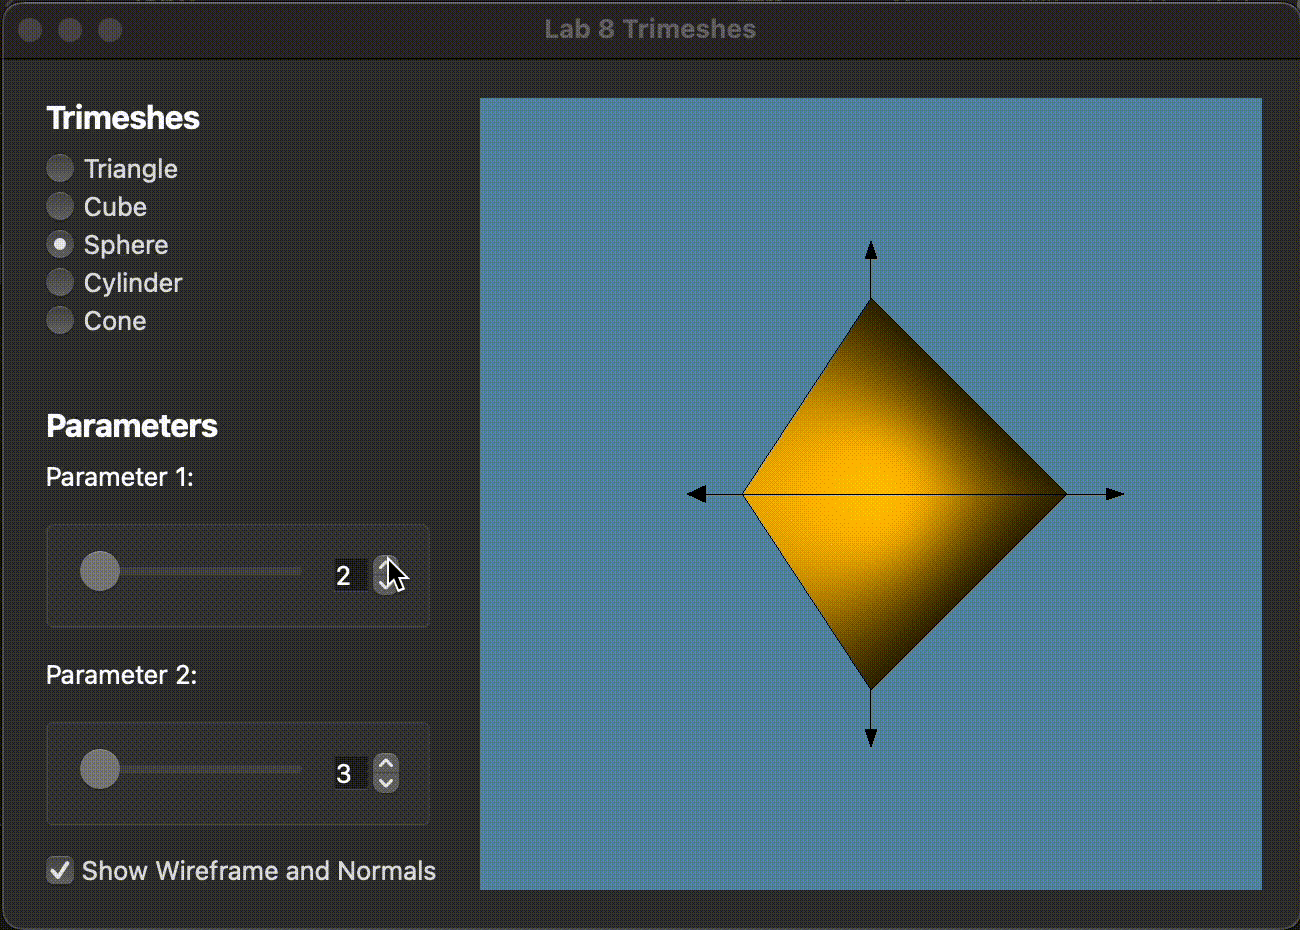 Lab 8 Trimeshes
Trimeshes
Triangle
Cube
Sphere
Cylinder
Cone
Parameters
Parameter 1:
2
Parameter 2:
3
Show Wireframe and Normals